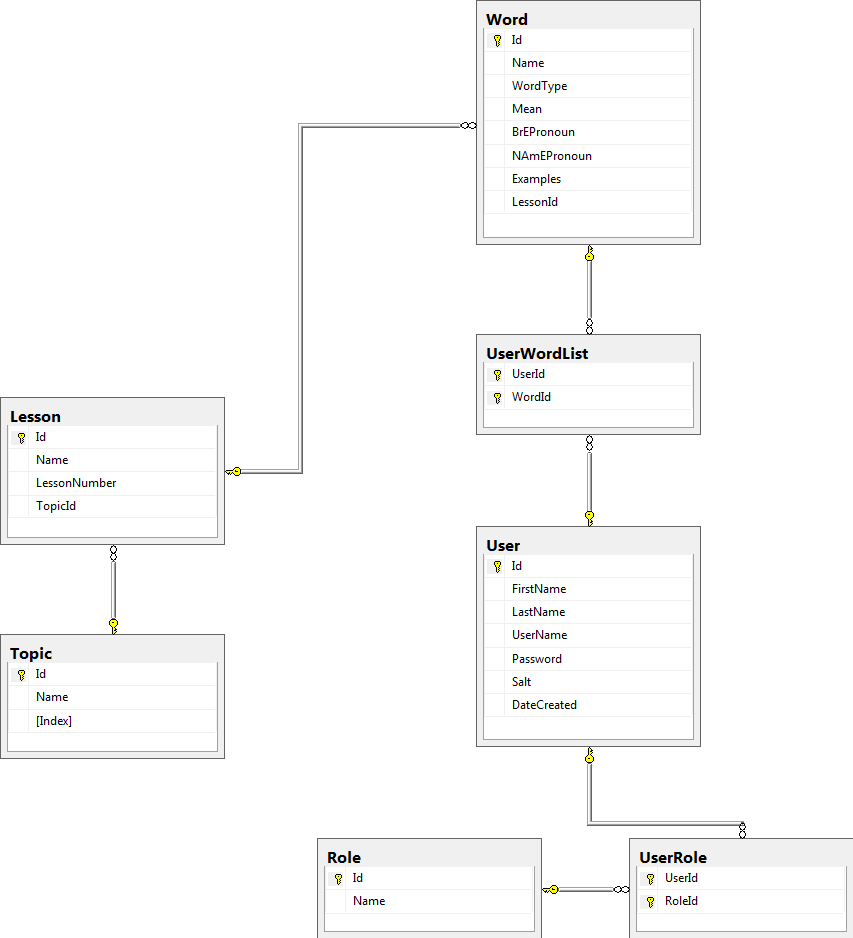 Word
Id
Name
WordType
Mean
BrEPronoun
NAmEPronoun
Examples
LessonId
UserWordList
UserId
WordId
Lesson
Id
Name
LessonNumber
TopicId
User
Id
FirstName
LastName
UserName
Password
Salt
DateCreated
Topic
Id
Name
[Index]
Role
Id
Name
UserRole
UserId
RoleId